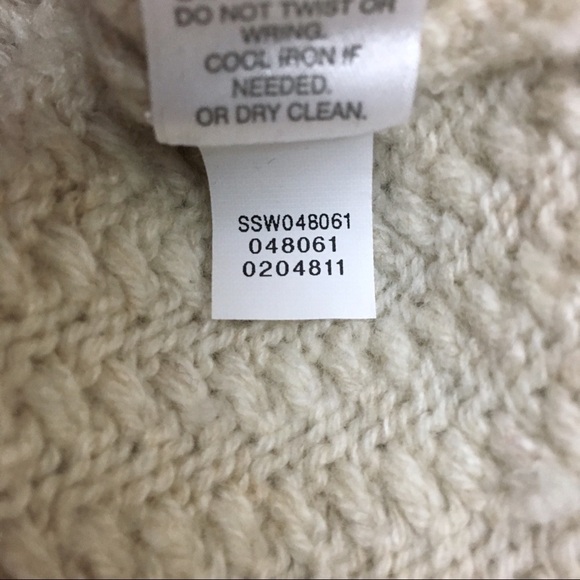 DO NOT TWIST OR
WRING.
COOL IRON IF
NEEDED.
OR DRY CLEAN.
SSW048061
048061
0204811